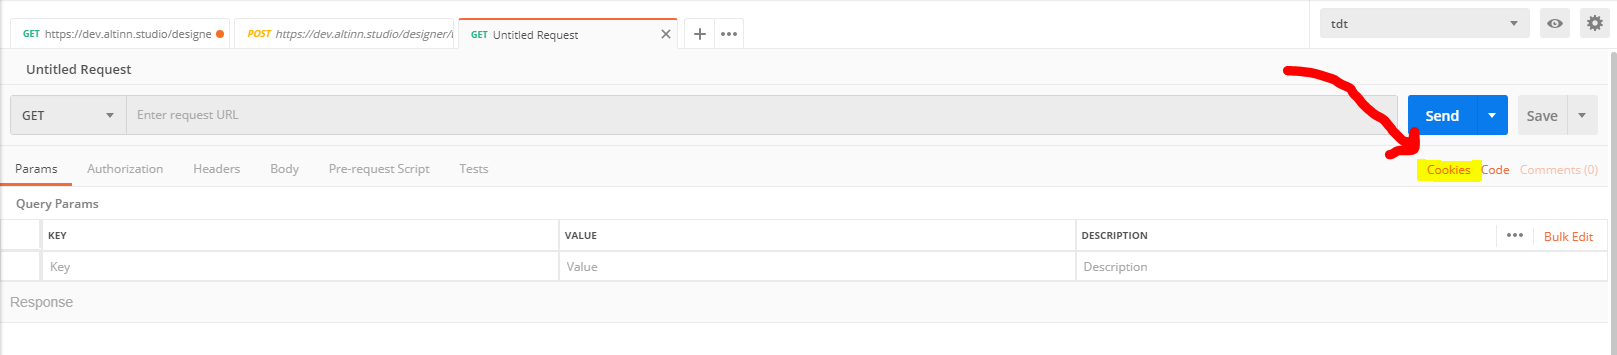 GET https://dev.altinn.studio/designe
POST https://dev.altinn.studio/designer/
GET Untitled Request
tdt
Untitled Request
GET
Enter request URL
Send
Save
Params
Authorization
Headers
Body
Pre-request Script
Tests
Cookies
Code
Comments (0)
Query Params
KEY
VALUE
DESCRIPTION
Bulk Edit
Key
Value
Description
Response